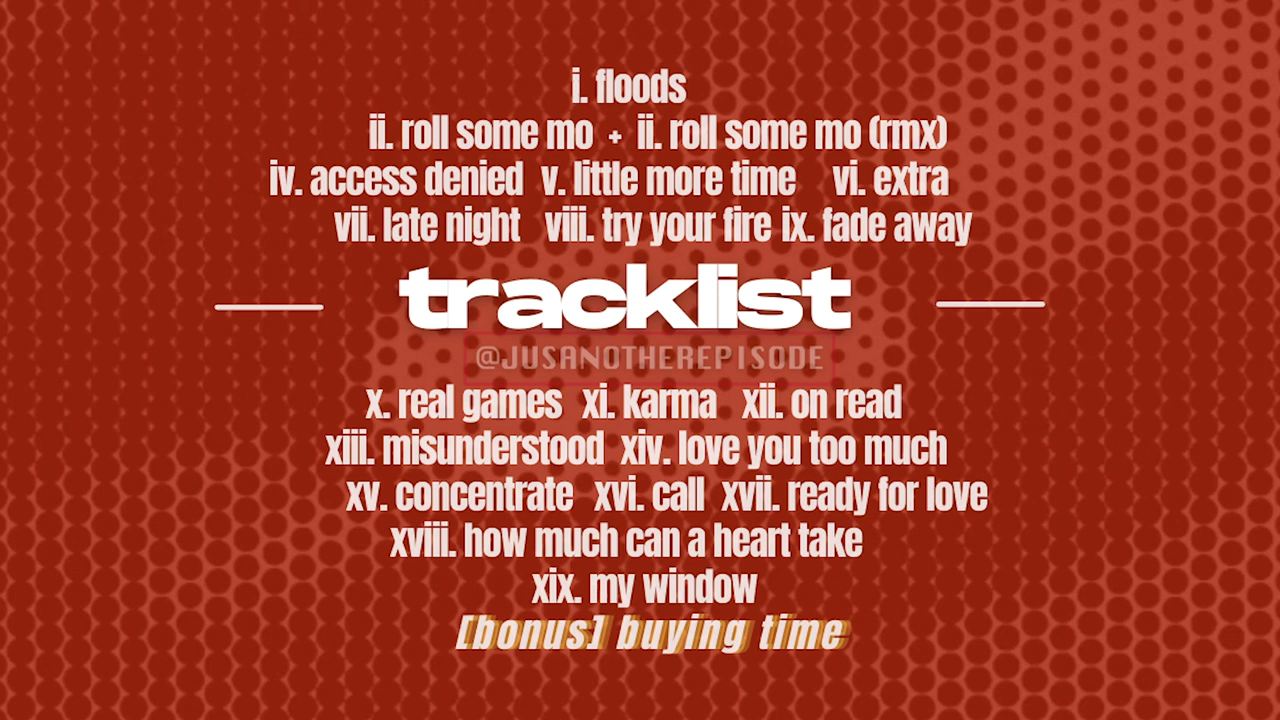 i. floods
ii. roll some mo + ii. roll some mo (rmx)
iv. access denied v. little more time vi. extra
vii. late night viii. try your fire ix. fade away
tracklist
@JUSANOTHEREPISODE
x. real games xi. karma xii. on read
xiii. misunderstood xiv. love you too much
xv. concentrate xvi. call xvii. ready for love
xviii. how much can a heart take
xix. my window
[bonus] buying time